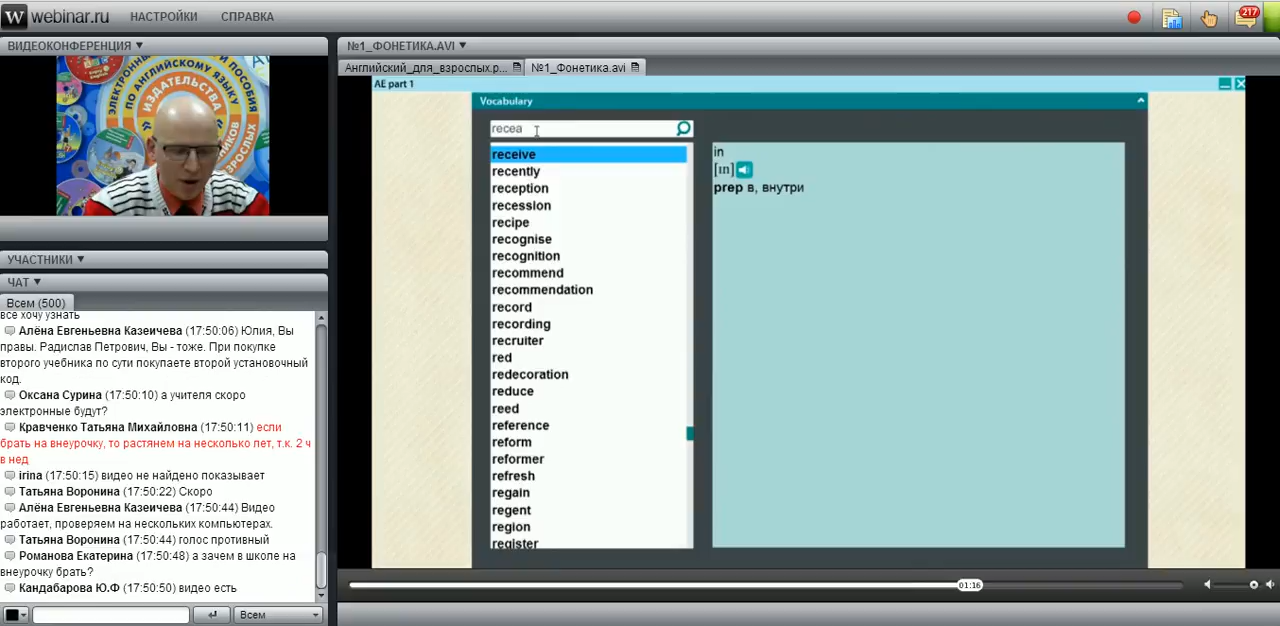 webinar.ru
НАСТРОЙКИ
СПРАВКА
217
ВИДЕОКОНФЕРЕНЦИЯ
ЭЛЕКТРОННЫЕ
ПОСОБИЯ
ПО АНГЛИЙСКОМУ ЯЗЫКУ
ИЗДАТЕЛЬСТВА
УЧАСТНИКИ
ЧАТ
Всем (500)
все хочу узнать
Алёна Евгеньевна Казеичева (17:50:06) Юлия, Вы
правы. Радислав Петрович, Вы - тоже. При покупке
второго учебника по сути покупаете второй установочный
код.
Оксана Сурина (17:50:10) а учителя скоро
электронные будут?
Кравченко Татьяна Михайловна (17:50:11) если
брать на внеурочку, то растянем на несколько лет, т.к. 2 ч
в нед
irina (17:50:15) видео не найдено показывает
Татьяна Воронина (17:50:22) Скоро
Алёна Евгеньевна Казеичева (17:50:44) Видео
работает, проверяем на нескольких компьютерах.
Татьяна Воронина (17:50:44) голос противный
Романова Екатерина (17:50:48) а зачем в школе на
внеурочку брать?
Кандабарова Ю.Ф (17:50:50) видео есть
Всем
№1_ФОНЕТИКА.AVI
Английский_для_взрослых.р...
№1_Фонетика.avi
AE part 1
Vocabulary
recea
receive
recently
reception
recession
recipe
recognise
recognition
recommend
recommendation
record
recording
recruiter
red
redecoration
reduce
reed
reference
reform
reformer
refresh
regain
regent
region
register
in
[ɪn]
prep в, внутри
01:16